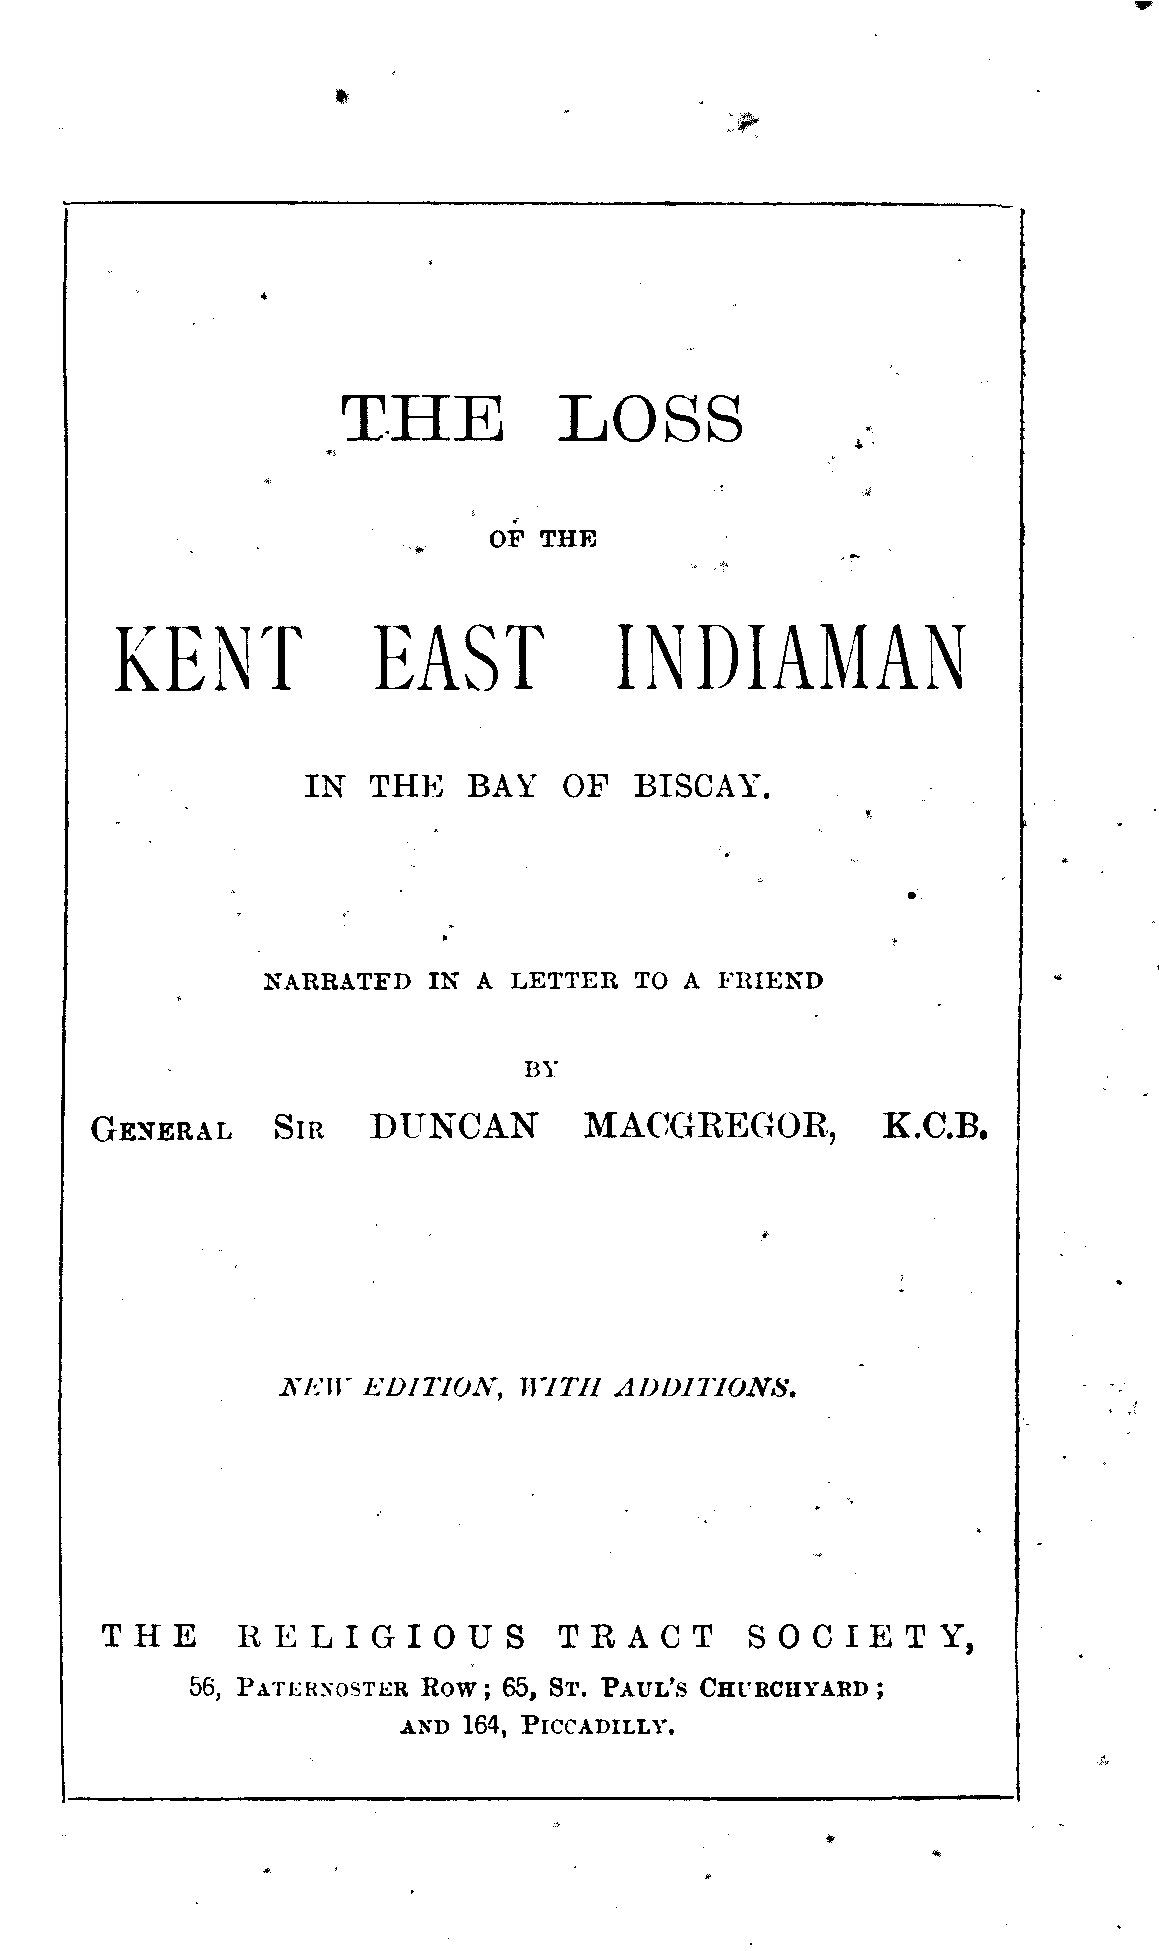 THE LOSS
OF THE
KENT EAST INDIAMAN
IN THE BAY OF BISCAY.
NARRATED IN A LETTER TO A FRIEND
BY
GENERAL SIR DUNCAN MACGREGOR, K.C.B.
NEW EDITION, WITH ADDITIONS.
THE RELIGIOUS TRACT SOCIETY,
56, PATERNOSTER ROW; 65, ST. PAUL'S CHURCHYARD;
AND 164, PICCADILLY.